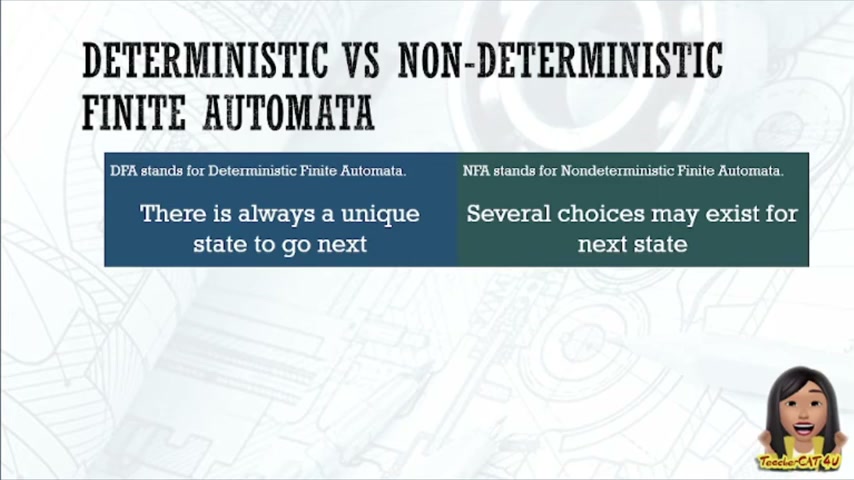 DETERMINISTIC VS NON-DETERMINISTIC
FINITE AUTOMATA
DFA stands for Deterministic Finite Automata.
There is always a unique
state to go next
NFA stands for Nondeterministic Finite Automata.
Several choices may exist for
next state
TeacherCAT4U